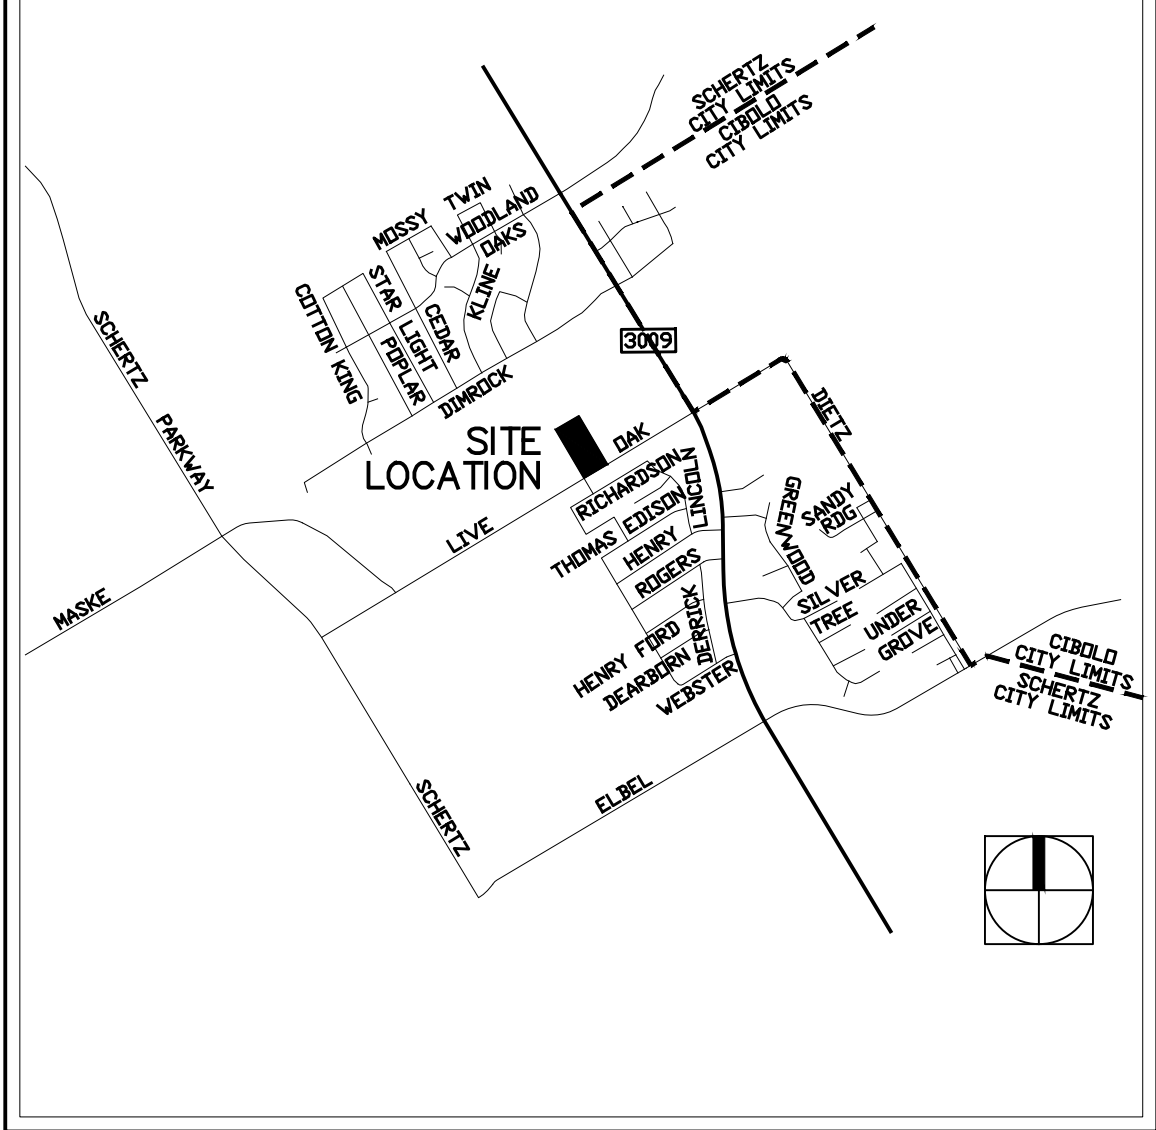 SCHERTZ
CITY LIMITS
CIBOLO
CITY LIMITS
TWIN
MOSSY
WOODLAND
OAKS
STAR
LIGHT
KLINE
COTTON KING
CEDAR
POPLAR
DIMROCK
3009
SCHERTZ
PARKWAY
DIETZ
SITE
LOCATION
LIVE
OAK
RICHARDSON
LINCOLN
EDISON
THOMAS
HENRY
ROGERS
GREENWOOD
SANDY
RDG
MASKE
SILVER
TREE
UNDER
GROVE
DERRICK
HENRY FORD
DEARBORN
WEBSTER
CIBOLO
CITY LIMITS
SCHERTZ
CITY LIMITS
ELBEL
SCHERTZ